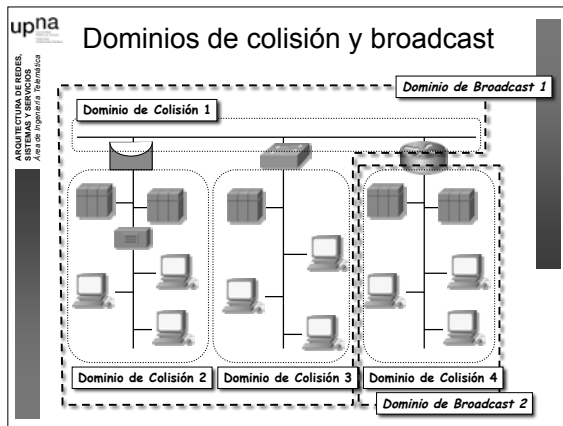 upna
Dominios de colisión y broadcast
ARQUITECTURA DE REDES,
SISTEMAS Y SERVICIOS
Área de Ingeniería Telemática
Dominio de Broadcast 1
Dominio de Colisión 1
Dominio de Colisión 2
Dominio de Colisión 3
Dominio de Colisión 4
Dominio de Broadcast 2